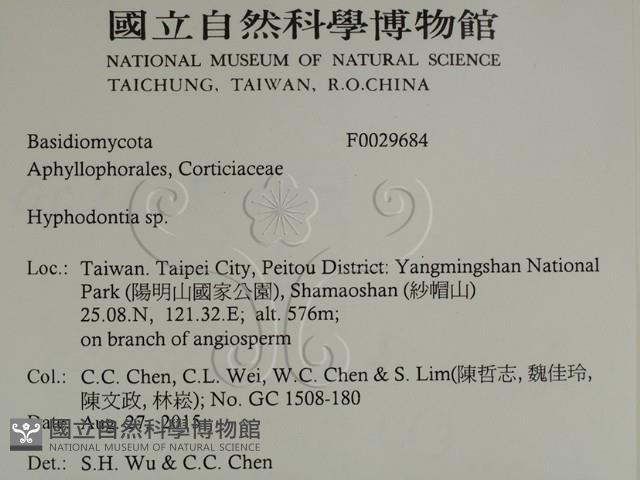 國立自然科學博物館
NATIONAL MUSEUM OF NATURAL SCIENCE
TAICHUNG, TAIWAN, R.O.CHINA
Basidiomycota F0029684
Aphyllophorales, Corticiaceae
Hyphodontia sp.
Loc.: Taiwan. Taipei City, Peitou District: Yangmingshan National
Park (陽明山國家公園), Shamaoshan (紗帽山)
25.08.N, 121.32.E; alt. 576m;
on branch of angiosperm
Col.: C.C. Chen, C.L. Wei, W.C. Chen & S. Lim(陳哲志, 魏佳玲,
陳文政, 林崧); No. GC 1508-180
Date: Aug 27, 2015
國立自然科學博物館
NATIONAL MUSEUM OF NATURAL SCIENCE
Det.: S.H. Wu & C.C. Chen